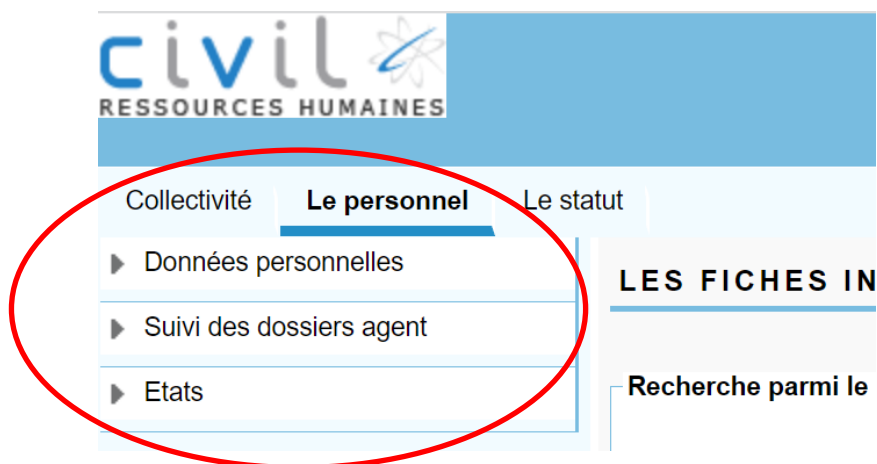 civil
RESSOURCES HUMAINES
Collectivité Le personnel Le statut
Données personnelles
Suivi des dossiers agent
Etats
LES FICHES IN
Recherche parmi le